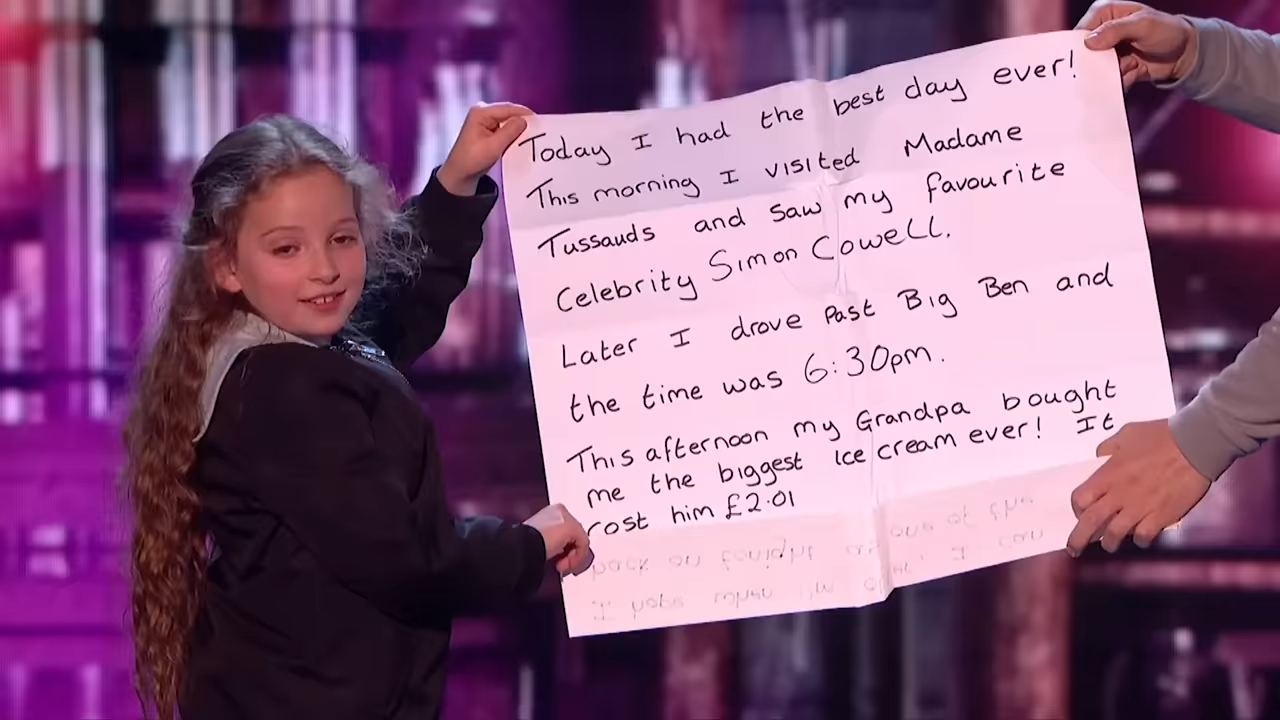 Today I had the best day ever!
This morning I visited Madame
Tussauds and saw my favourite
Celebrity Simon Cowell.
Later I drove past Big Ben and
the time was 6:30pm.
This afternoon my Grandpa bought
me the biggest Ice cream ever! It
cost him £2.01